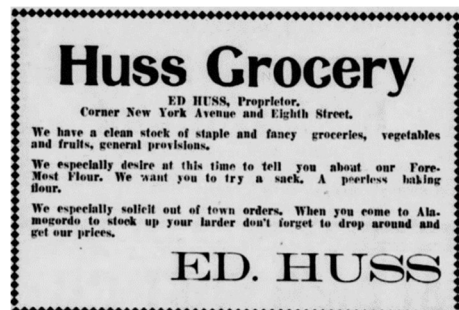 Huss Grocery
ED HUSS, Proprietor.
Corner New York Avenue and Eighth Street.
We have a clean stock of staple and fancy groceries, vegetables
and fruits, general provisions.
We especially desire at this time to tell you about our Fore-
Most Flour. We want you to try a sack. A peerless baking
flour.
We especially solicit out of town orders. When you come to Ala-
mogordo to stock up your larder don't forget to drop around and
get our prices.
ED. HUSS